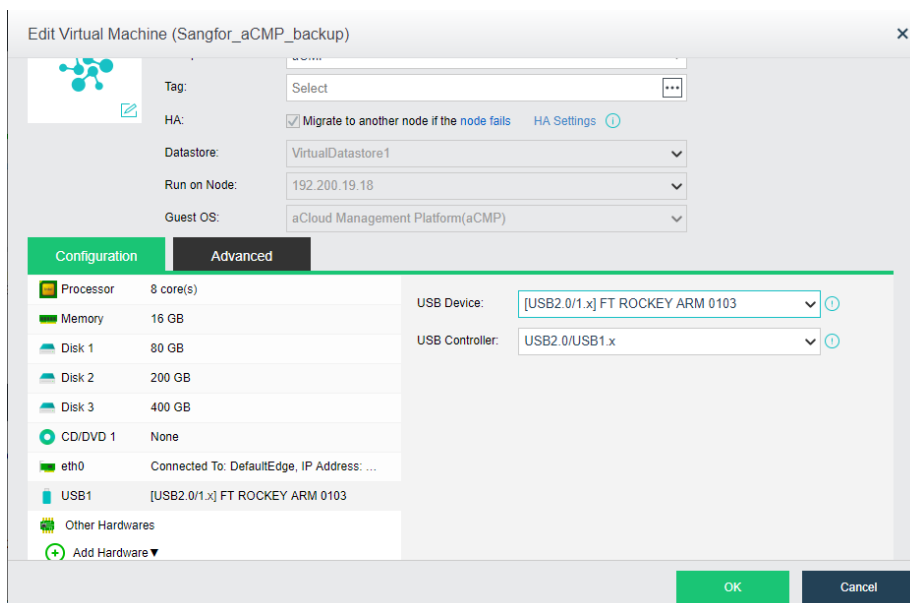 Edit Virtual Machine (Sangfor_aCMP_backup)
Tag: Select
HA: Migrate to another node if the node fails HA Settings
Datastore: VirtualDatastore1
Run on Node: 192.200.19.18
Guest OS: aCloud Management Platform(aCMP)
Configuration Advanced
Processor 8 core(s)
Memory 16 GB
Disk 1 80 GB
Disk 2 200 GB
Disk 3 400 GB
CD/DVD 1 None
eth0 Connected To: DefaultEdge, IP Address: ...
USB1 [USB2.0/1.x] FT ROCKEY ARM 0103
Other Hardwares
Add Hardware
USB Device: [USB2.0/1.x] FT ROCKEY ARM 0103
USB Controller: USB2.0/USB1.x
OK Cancel